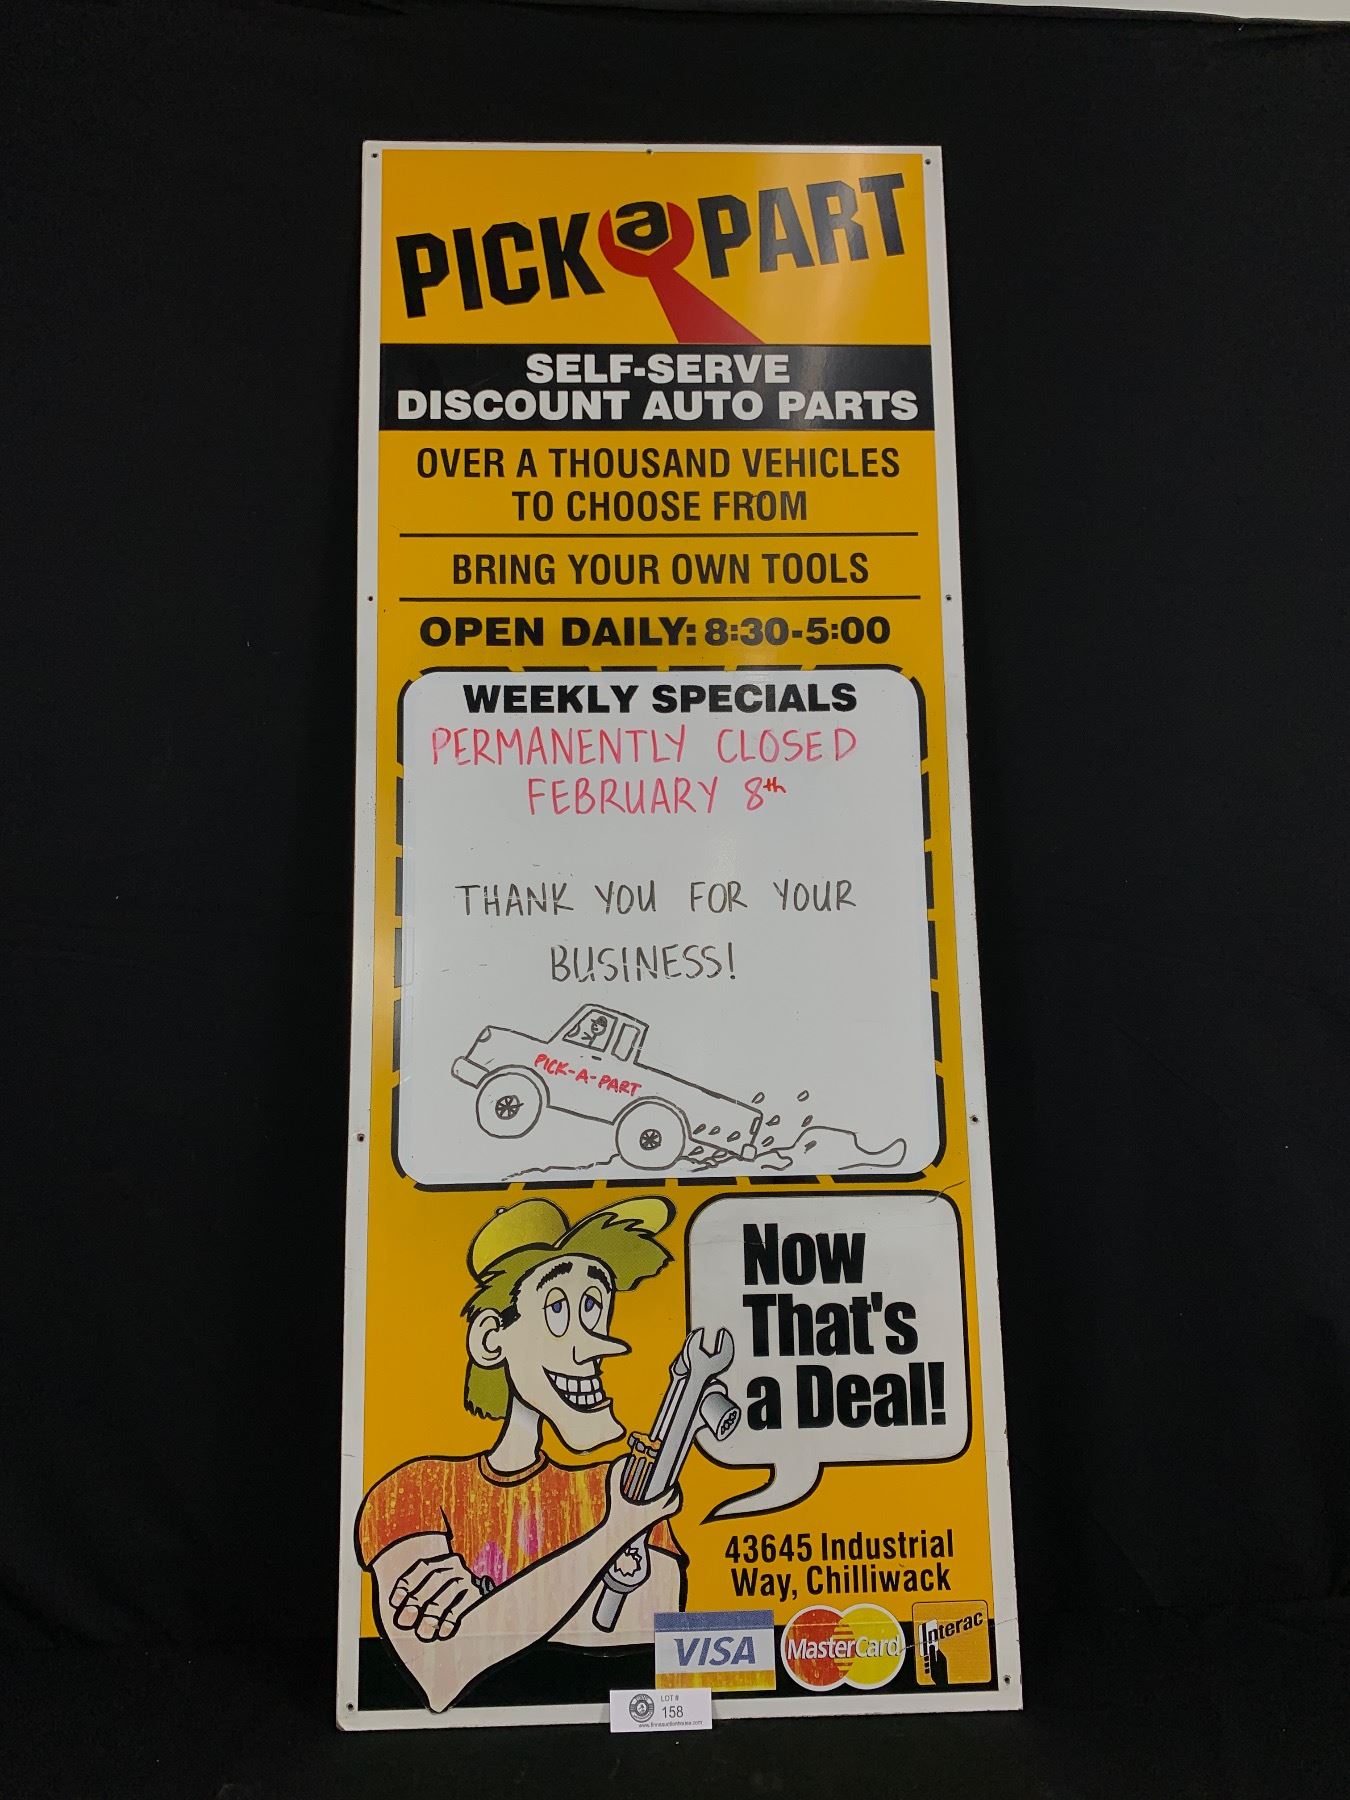 PICK a PART
SELF-SERVE
DISCOUNT AUTO PARTS
OVER A THOUSAND VEHICLES
TO CHOOSE FROM
BRING YOUR OWN TOOLS
OPEN DAILY: 8:30-5:00
WEEKLY SPECIALS
PERMANENTLY CLOSED
FEBRUARY 8th
THANK YOU FOR YOUR
BUSINESS!
PICK-A-PART
Now
That's
a Deal!
43645 Industrial
Way, Chilliwack
VISA MasterCard Interac
LOT #
158